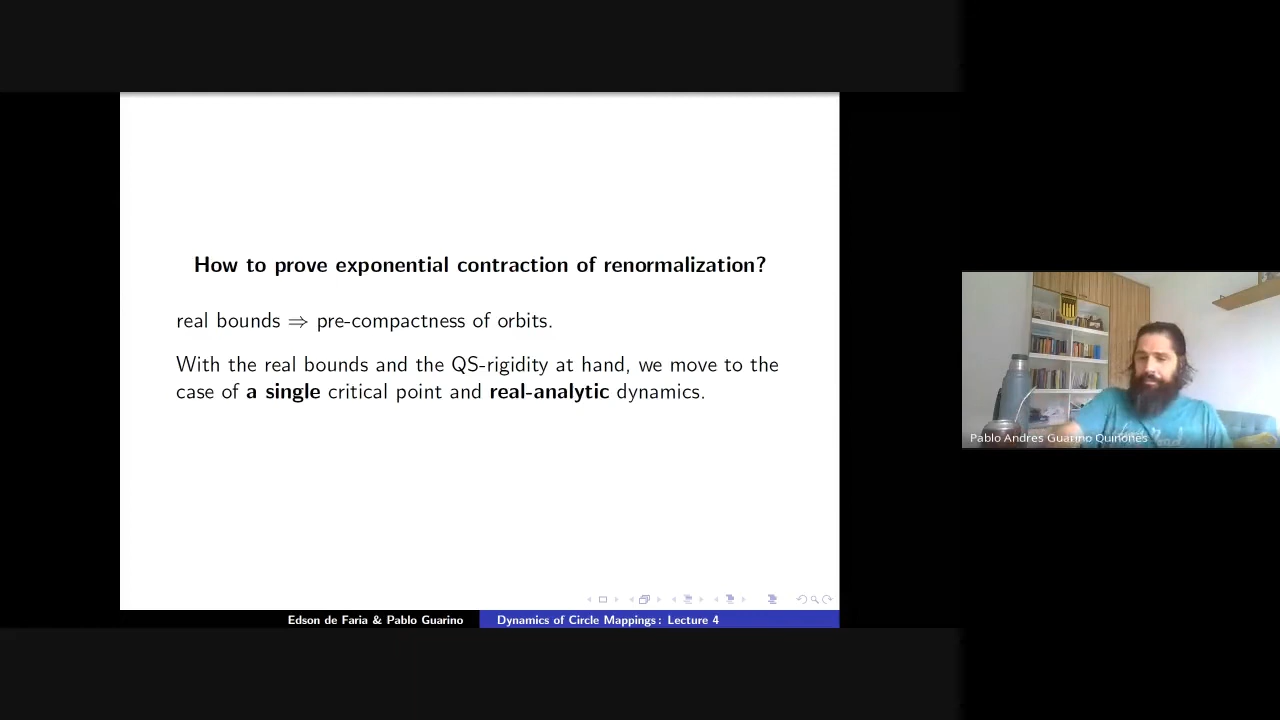 How to prove exponential contraction of renormalization?
real bounds ⇒ pre-compactness of orbits.
With the real bounds and the QS-rigidity at hand, we move to the
case of a single critical point and real-analytic dynamics.
Pablo Andres Guarino Quiñones
Edson de Faria & Pablo Guarino
Dynamics of Circle Mappings: Lecture 4